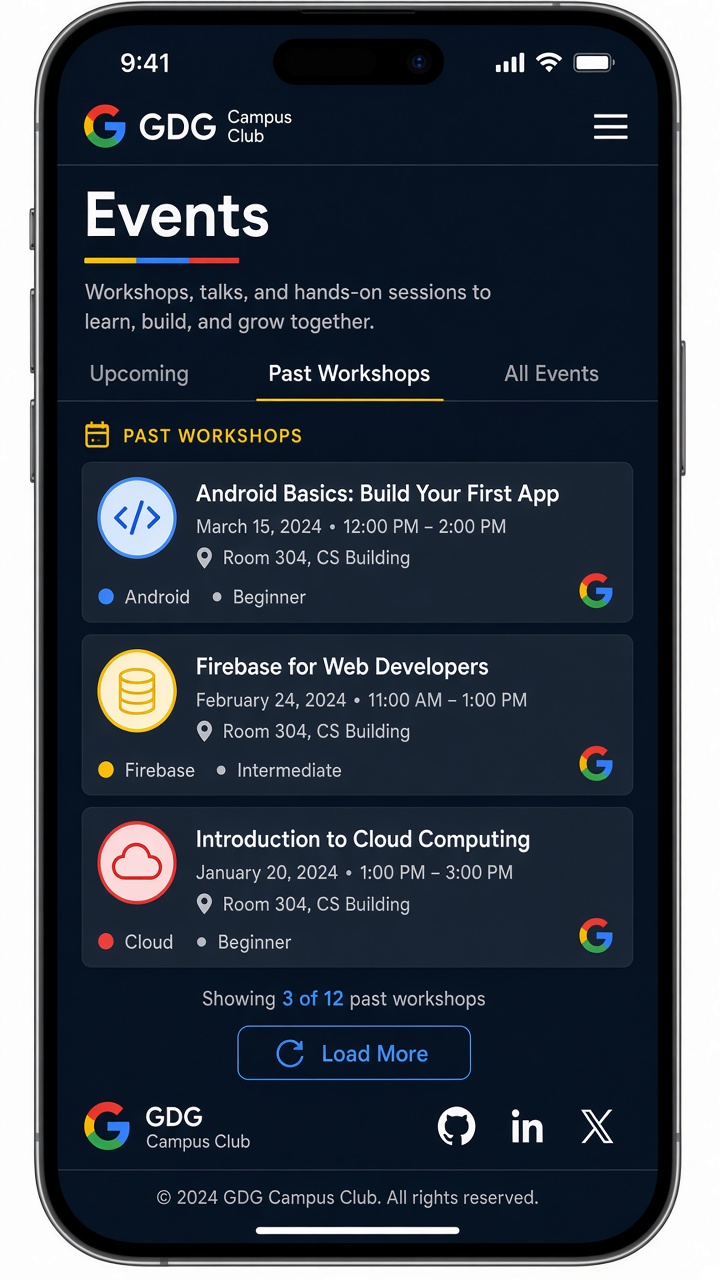 9:41
GDG Campus Club
Events
Workshops, talks, and hands-on sessions to
learn, build, and grow together.
Upcoming Past Workshops All Events
PAST WORKSHOPS
Android Basics: Build Your First App
March 15, 2024 • 12:00 PM – 2:00 PM
Room 304, CS Building
Android • Beginner
Firebase for Web Developers
February 24, 2024 • 11:00 AM – 1:00 PM
Room 304, CS Building
Firebase • Intermediate
Introduction to Cloud Computing
January 20, 2024 • 1:00 PM – 3:00 PM
Room 304, CS Building
Cloud • Beginner
Showing 3 of 12 past workshops
Load More
GDG
Campus Club
© 2024 GDG Campus Club. All rights reserved.